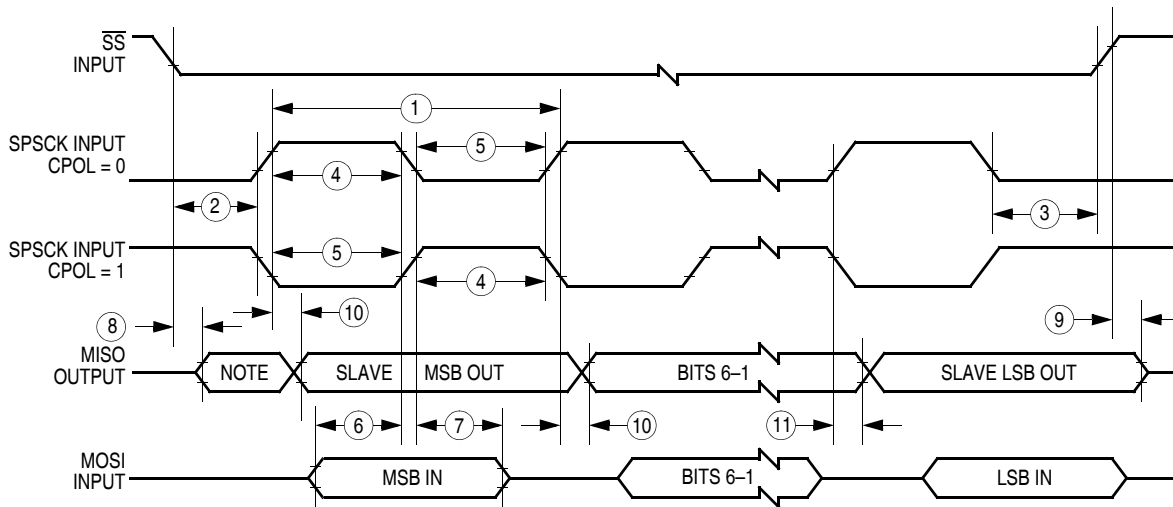 SS
INPUT
1
SPSCK INPUT
CPOL = 0
5
4
2
3
SPSCK INPUT
CPOL = 1
5
4
8
10
9
MISO
OUTPUT
NOTE
SLAVE
MSB OUT
BITS 6–1
SLAVE LSB OUT
6
7
10
11
MOSI
INPUT
MSB IN
BITS 6–1
LSB IN